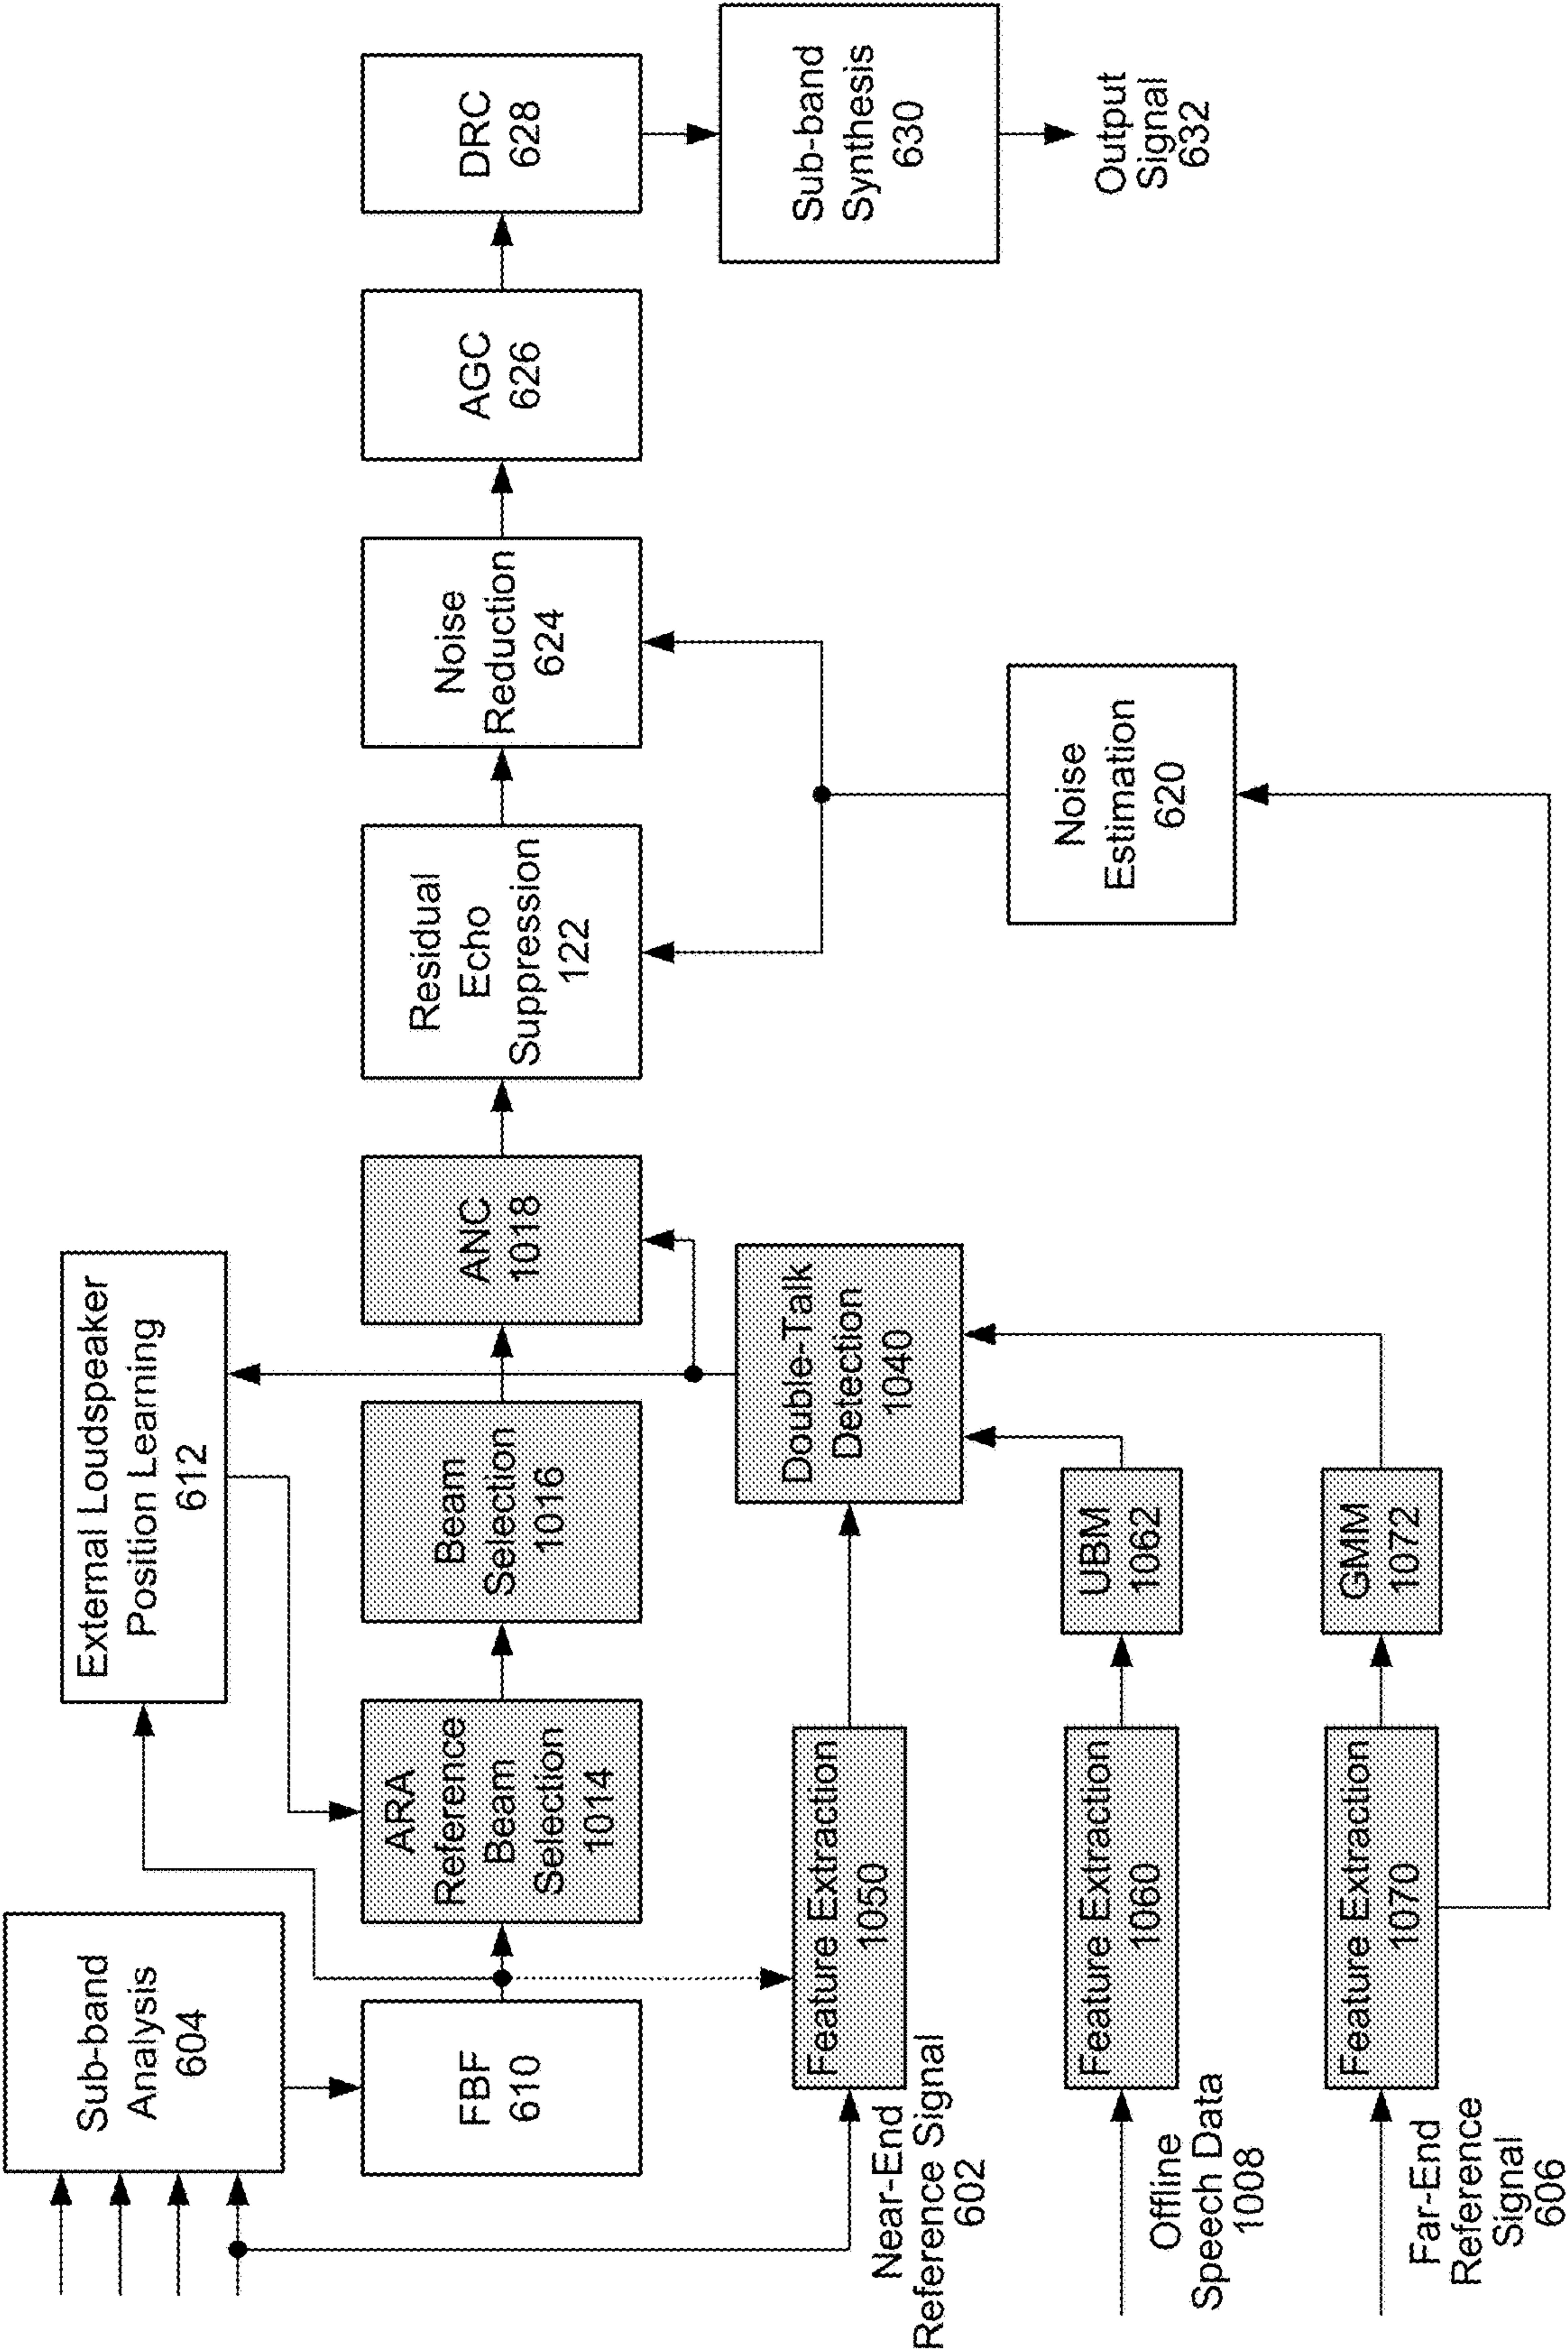 Sub-band
Analysis
604
External Loudspeaker
Position Learning
612
FBF
610
ARA
Reference
Beam
Selection
1014
Beam
Selection
1016
ANC
1018
Residual
Echo
Suppression
122
Noise
Reduction
624
AGC
626
DRC
628
Sub-band
Synthesis
630
Output
Signal
632
Near-End
Reference Signal
602
Feature Extraction
1050
Double-Talk
Detection
1040
Noise
Estimation
620
Offline
Speech Data
1008
Feature Extraction
1060
UBM
1062
Far-End
Reference
Signal
606
Feature Extraction
1070
GMM
1072